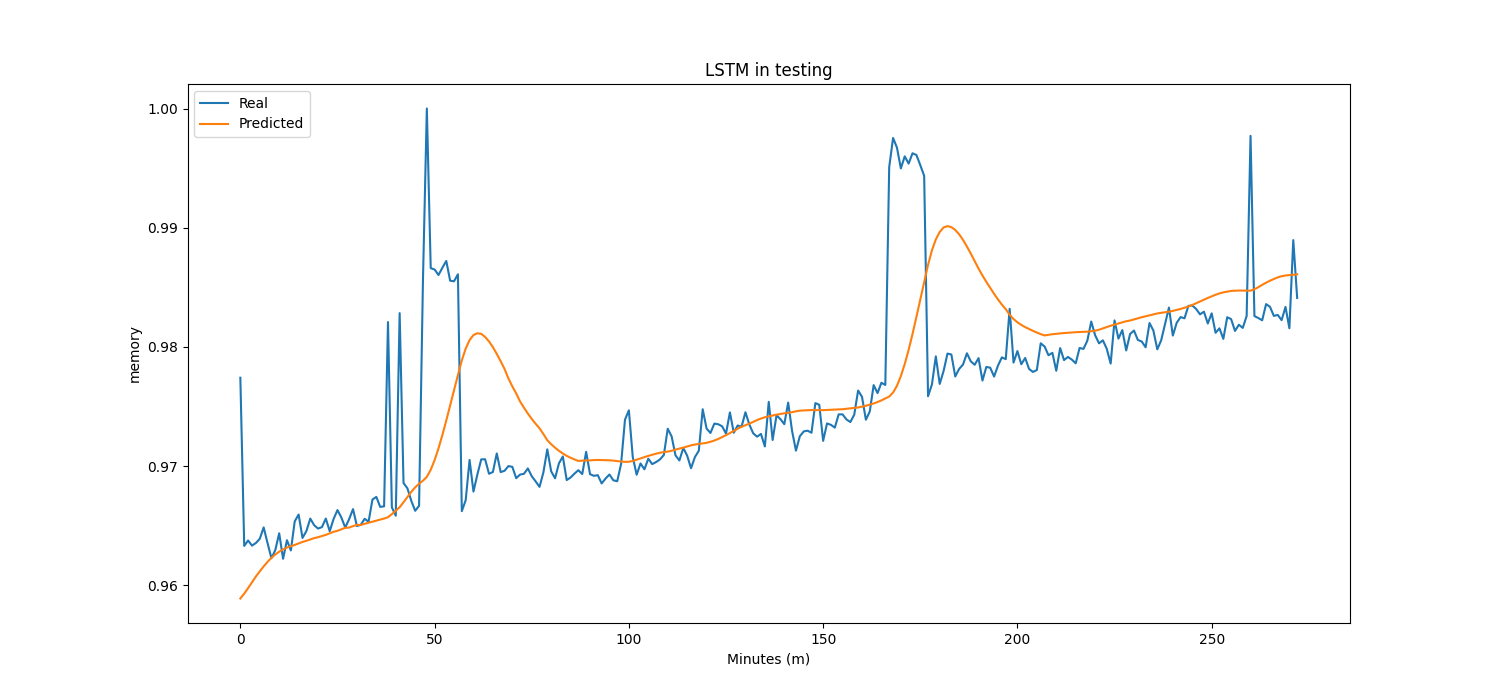 LSTM in testing
Real
Predicted
1.00
0.99
0.98
0.97
0.96
memory
0 50 100 150 200 250
Minutes (m)